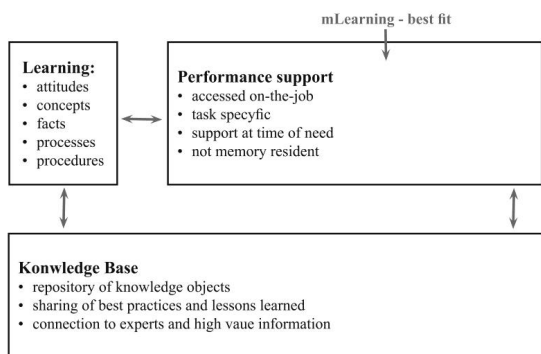 mLearning - best fit
Learning:
• attitudes
• concepts
• facts
• processes
• procedures
Performance support
• accessed on-the-job
• task specyfic
• support at time of need
• not memory resident
Konwledge Base
• repository of knowledge objects
• sharing of best practices and lessons learned
• connection to experts and high vaue information